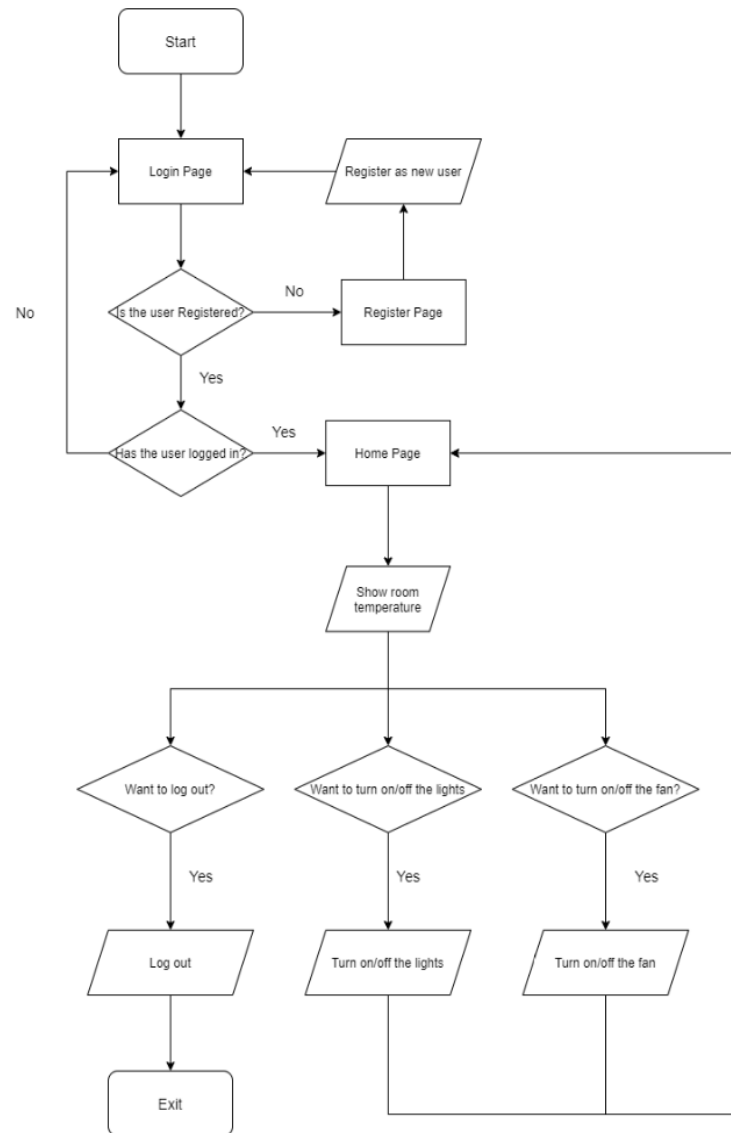 Start
Login Page
Register as new user
Is the user Registered?
No
Register Page
No
Yes
Has the user logged in?
Yes
Home Page
Show room
temperature
Want to log out?
Want to turn on/off the lights
Want to turn on/off the fan?
Yes
Yes
Yes
Log out
Turn on/off the lights
Turn on/off the fan
Exit